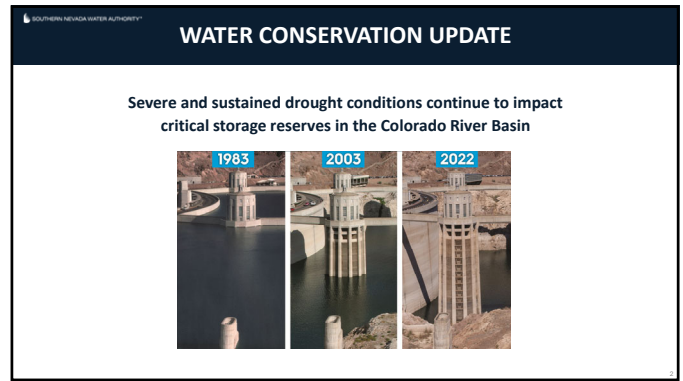 SOUTHERN NEVADA WATER AUTHORITY™
WATER CONSERVATION UPDATE
Severe and sustained drought conditions continue to impact
critical storage reserves in the Colorado River Basin
1983
2003
2022
2